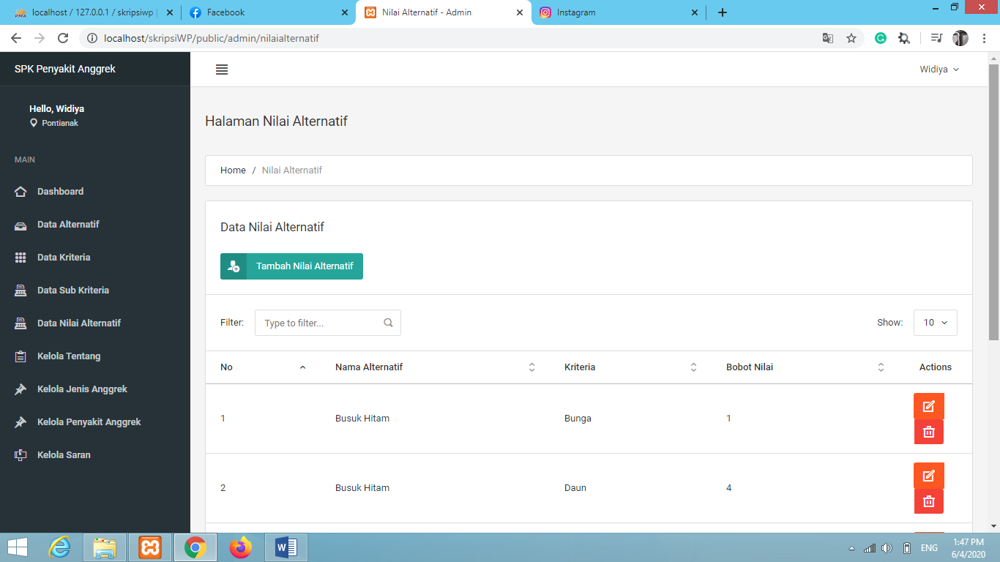 localhost / 127.0.0.1 / skripsiwp
Facebook
Nilai Alternatif - Admin
Instagram
localhost/skripsiWP/public/admin/nilaialternatif
SPK Penyakit Anggrek
Widiya
Hello, Widiya
Pontianak
MAIN
Dashboard
Data Alternatif
Data Kriteria
Data Sub Kriteria
Data Nilai Alternatif
Kelola Tentang
Kelola Jenis Anggrek
Kelola Penyakit Anggrek
Kelola Saran
Halaman Nilai Alternatif
Home / Nilai Alternatif
Data Nilai Alternatif
Tambah Nilai Alternatif
Filter: Type to filter... Show: 10
No Nama Alternatif Kriteria Bobot Nilai Actions
1 Busuk Hitam Bunga 1
2 Busuk Hitam Daun 4
ENG
1:47 PM
6/4/2020